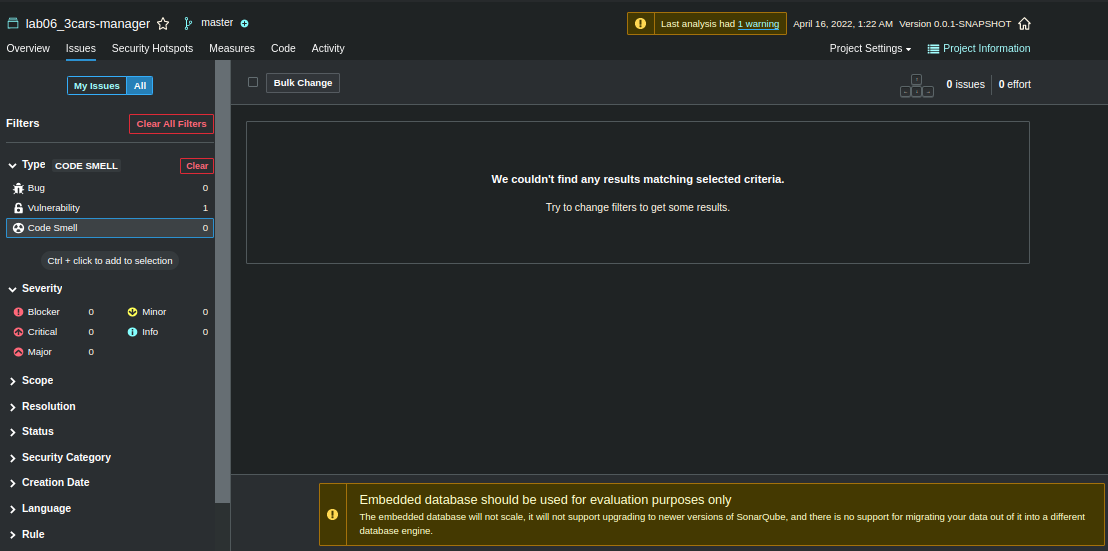 lab06_3cars-manager master
Last analysis had 1 warning April 16, 2022, 1:22 AM Version 0.0.1-SNAPSHOT
Overview Issues Security Hotspots Measures Code Activity Project Settings Project Information
My Issues All
Bulk Change
0 issues 0 effort
Filters Clear All Filters
Type CODE SMELL Clear
Bug 0
Vulnerability 1
Code Smell 0
Ctrl + click to add to selection
Severity
Blocker 0 Minor 0
Critical 0 Info 0
Major 0
Scope
Resolution
Status
Security Category
Creation Date
Language
Rule
We couldn't find any results matching selected criteria.
Try to change filters to get some results.
Embedded database should be used for evaluation purposes only
The embedded database will not scale, it will not support upgrading to newer versions of SonarQube, and there is no support for migrating your data out of it into a different
database engine.